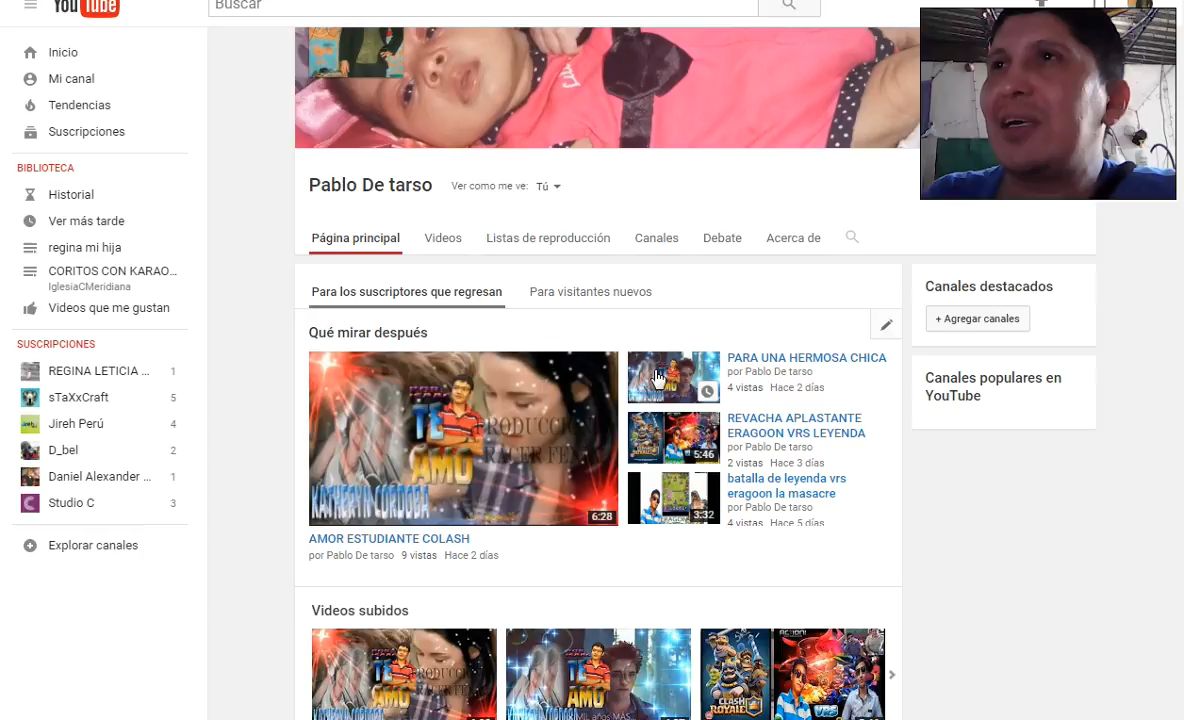 YouTube
Buscar
Inicio
Mi canal
Tendencias
Suscripciones
BIBLIOTECA
Historial
Ver más tarde
regina mi hija
CORITOS CON KARAO...
IglesiaCMeridiana
Videos que me gustan
SUSCRIPCIONES
REGINA LETICIA ... 1
sTaXxCraft 5
Jireh Perú 4
D_bel 2
Daniel Alexander ... 1
Studio C 3
Explorar canales
Pablo De tarso Ver como me ve: Tú
Página principal Videos Listas de reproducción Canales Debate Acerca de
Para los suscriptores que regresan Para visitantes nuevos
Qué mirar después
TE
AMO
KATHERYIN CORDOBA
6:28
AMOR ESTUDIANTE COLASH
por Pablo De tarso 9 vistas Hace 2 días
PARA UNA HERMOSA CHICA
por Pablo De tarso
4 vistas Hace 2 días
5:46
REVACHA APLASTANTE
ERAGOON VRS LEYENDA
por Pablo De tarso
2 vistas Hace 3 días
3:32
batalla de leyenda vrs
eragoon la masacre
por Pablo De tarso
4 vistas Hace 5 días
Canales destacados
+ Agregar canales
Canales populares en
YouTube
Videos subidos
TE
AMO
TE
AMO
CLASH
ROYALE
VRS